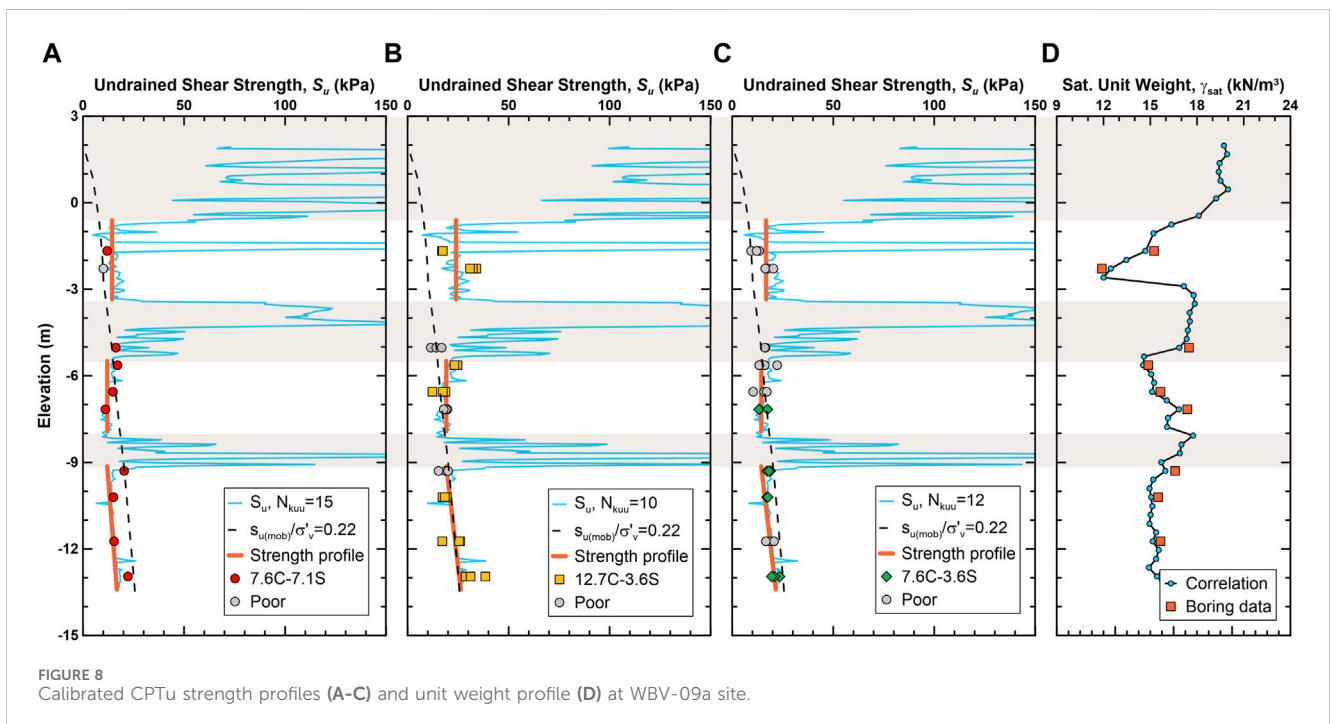 A
B
C
D
Undrained Shear Strength, Su (kPa)
Undrained Shear Strength, Su (kPa)
Undrained Shear Strength, Su (kPa)
Sat. Unit Weight, γsat (kN/m³)
0 50 100 150
0 50 100 150
0 50 100 150
9 12 15 18 21 24
3
0
-3
-6
-9
-12
-15
Elevation (m)
Su, Nkuu=15
su(mob)/σ'v=0.22
Strength profile
7.6C-7.1S
Poor
Su, Nkuu=10
su(mob)/σ'v=0.22
Strength profile
12.7C-3.6S
Poor
Su, Nkuu=12
su(mob)/σ'v=0.22
Strength profile
7.6C-3.6S
Poor
Correlation
Boring data
FIGURE 8
Calibrated CPTu strength profiles (A-C) and unit weight profile (D) at WBV-09a site.